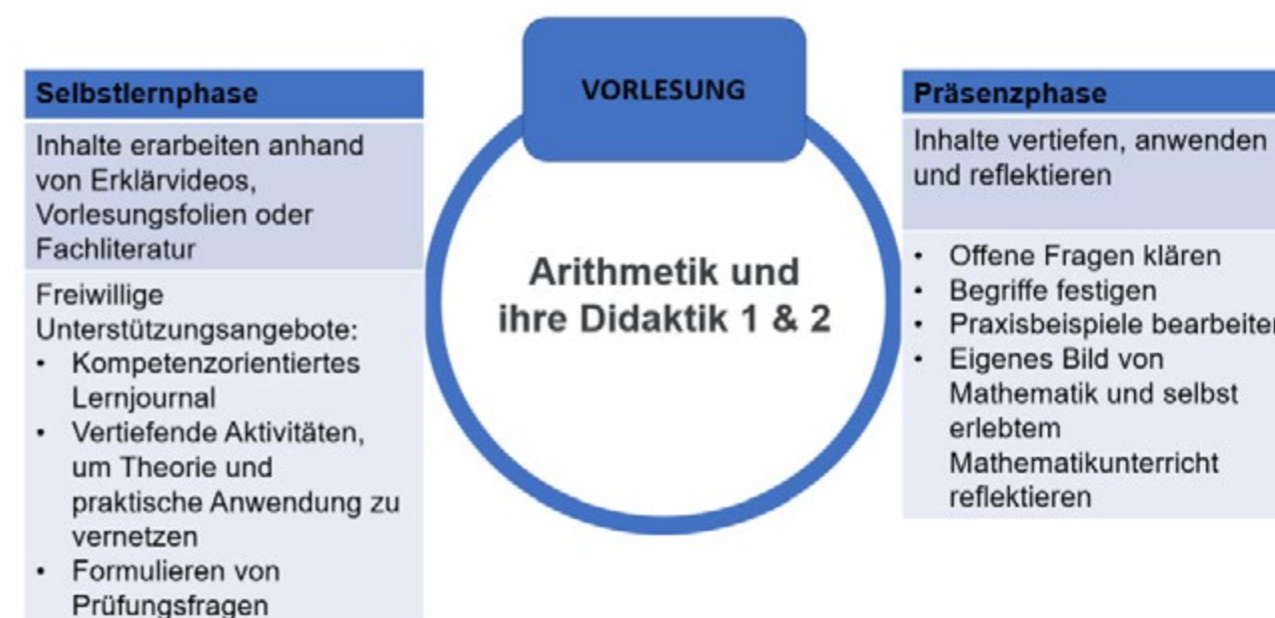 VORLESUNG
Selbstlernphase
Inhalte erarbeiten anhand
von Erklärvideos,
Vorlesungsfolien oder
Fachliteratur
Freiwillige
Unterstützungsangebote:
• Kompetenzorientiertes
Lernjournal
• Vertiefende Aktivitäten,
um Theorie und
praktische Anwendung zu
vernetzen
• Formulieren von
Prüfungsfragen
Arithmetik und
ihre Didaktik 1 & 2
Präsenzphase
Inhalte vertiefen, anwenden
und reflektieren
• Offene Fragen klären
• Begriffe festigen
• Praxisbeispiele bearbeiten
• Eigenes Bild von
Mathematik und selbst
erlebtem
Mathematikunterricht
reflektieren